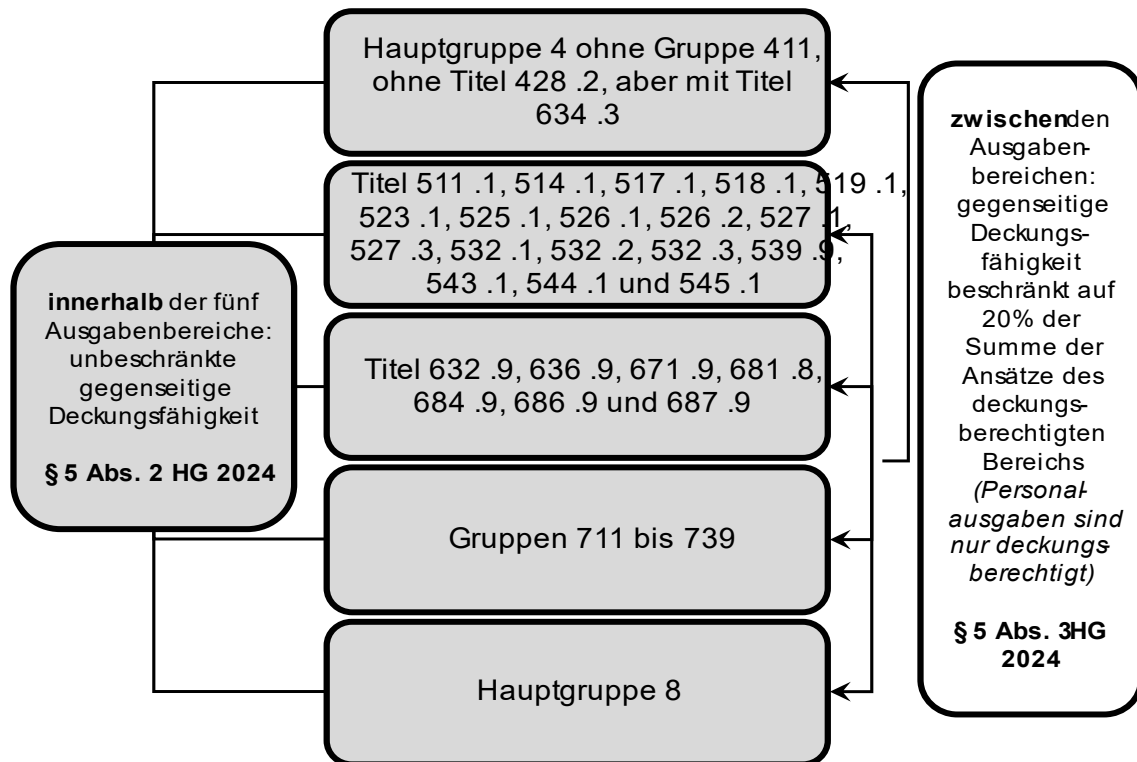 Hauptgruppe 4 ohne Gruppe 411,
ohne Titel 428 .2, aber mit Titel
634 .3
Titel 511 .1, 514 .1, 517 .1, 518 .1, 519 .1,
523 .1, 525 .1, 526 .1, 526 .2, 527 .1,
527 .3, 532 .1, 532 .2, 532 .3, 539 .9,
543 .1, 544 .1 und 545 .1
innerhalb der fünf
Ausgabenbereiche:
unbeschränkte
gegenseitige
Deckungsfähigkeit
§ 5 Abs. 2 HG 2024
Titel 632 .9, 636 .9, 671 .9, 681 .8,
684 .9, 686 .9 und 687 .9
Gruppen 711 bis 739
Hauptgruppe 8
zwischenden
Ausgaben-
bereichen:
gegenseitige
Deckungs-
fähigkeit
beschränkt auf
20% der
Summe der
Ansätze des
deckungs-
berechtigten
Bereichs
(Personal-
ausgaben sind
nur deckungs-
berechtigt)
§ 5 Abs. 3HG
2024